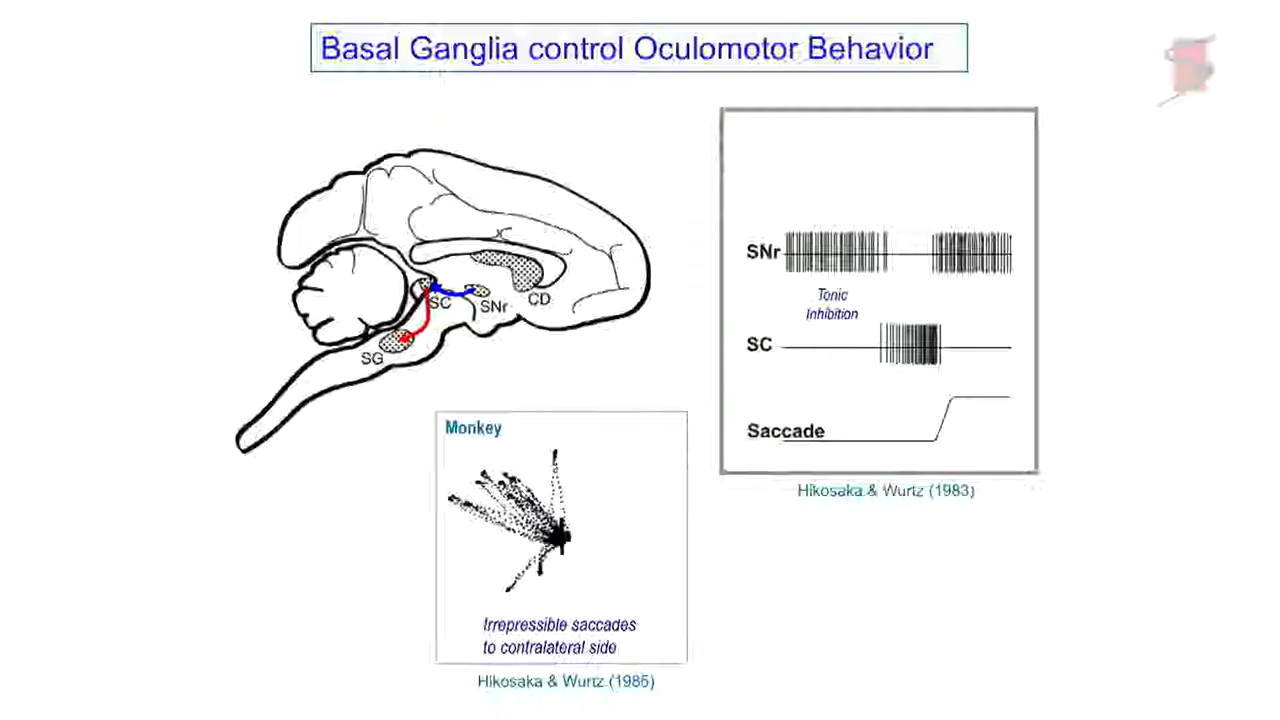 Basal Ganglia control Oculomotor Behavior
SC
SNr
CD
SG
SNr
Tonic
Inhibition
SC
Saccade
Hikosaka & Wurtz (1983)
Monkey
Irrepressible saccades
to contralateral side
Hikosaka & Wurtz (1985)